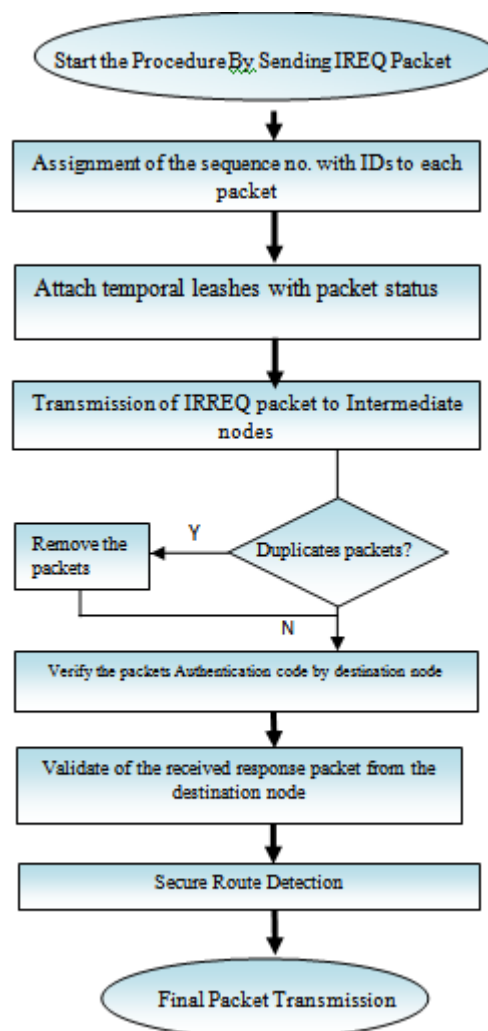 Start the Procedure By Sending IREQ Packet
Assignment of the sequence no. with IDs to each
packet
Attach temporal leashes with packet status
Transmission of IRREQ packet to Intermediate
nodes
Duplicates packets?
Y
Remove the
packets
N
Verify the packets Authentication code by destination node
Validate of the received response packet from the
destination node
Secure Route Detection
Final Packet Transmission